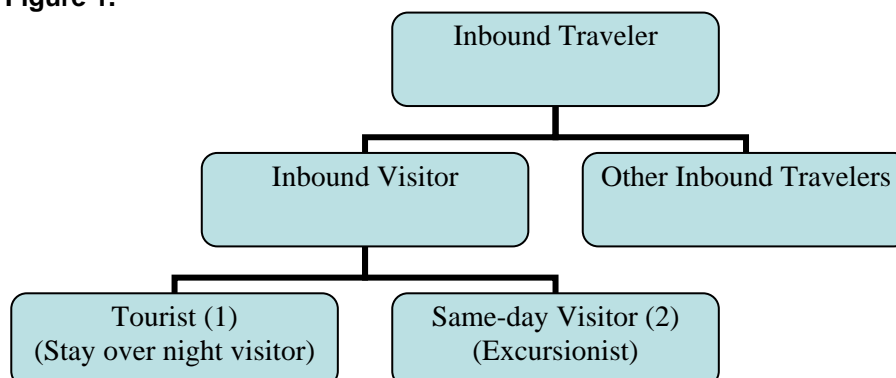 Figure 1.
Inbound Traveler
Inbound Visitor
Other Inbound Travelers
Tourist (1)
(Stay over night visitor)
Same-day Visitor (2)
(Excursionist)